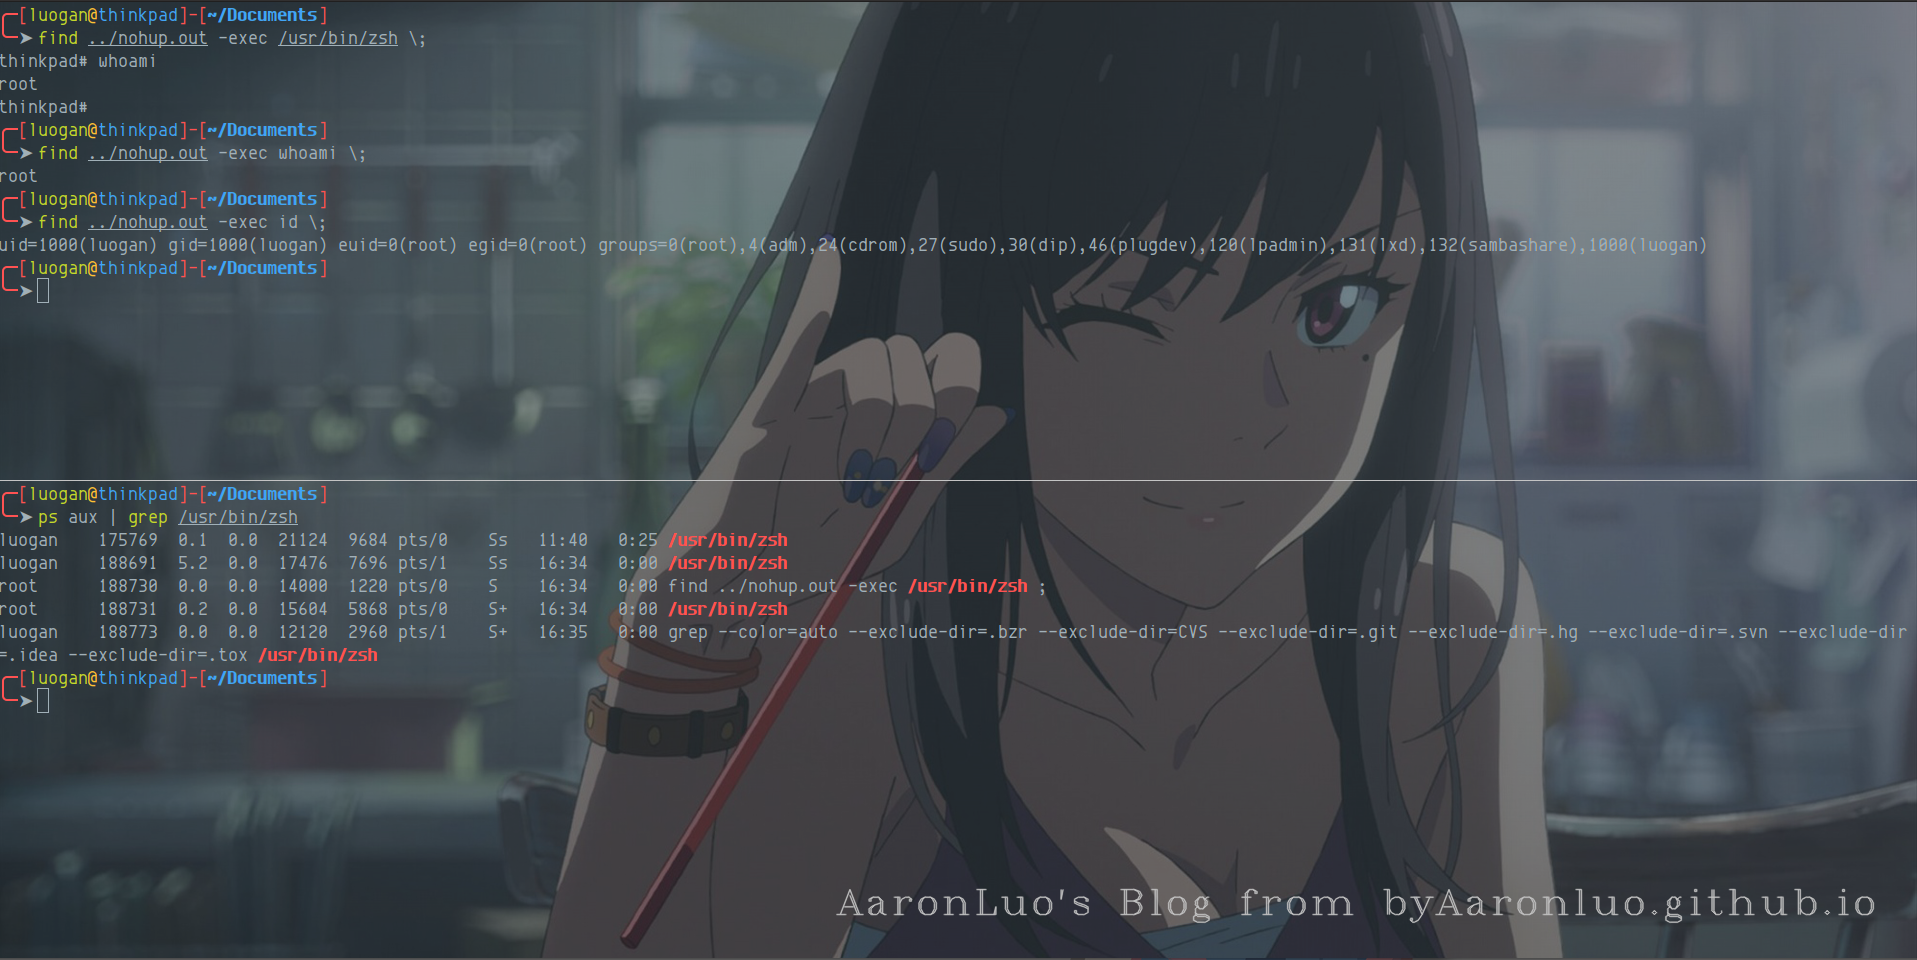 [luogan@thinkpad]-[~/Documents]
➤ find ../nohup.out -exec /usr/bin/zsh \;
thinkpad# whoami
root
thinkpad#
[luogan@thinkpad]-[~/Documents]
➤ find ../nohup.out -exec whoami \;
root
[luogan@thinkpad]-[~/Documents]
➤ find ../nohup.out -exec id \;
uid=1000(luogan) gid=1000(luogan) euid=0(root) egid=0(root) groups=0(root),4(adm),24(cdrom),27(sudo),30(dip),46(plugdev),120(lpadmin),131(lxd),132(sambashare),1000(luogan)
[luogan@thinkpad]-[~/Documents]
➤
[luogan@thinkpad]-[~/Documents]
➤ ps aux | grep /usr/bin/zsh
luogan    175769  0.1  0.0  21124  9684 pts/0    Ss   11:40   0:25 /usr/bin/zsh
luogan    188691  5.2  0.0  17476  7696 pts/1    Ss   16:34   0:00 /usr/bin/zsh
root      188730  0.0  0.0  14000  1220 pts/0    S    16:34   0:00 find ../nohup.out -exec /usr/bin/zsh ;
root      188731  0.2  0.0  15604  5868 pts/0    S+   16:34   0:00 /usr/bin/zsh
luogan    188773  0.0  0.0  12120  2960 pts/1    S+   16:35   0:00 grep --color=auto --exclude-dir=.bzr --exclude-dir=CVS --exclude-dir=.git --exclude-dir=.hg --exclude-dir=.svn --exclude-dir
=.idea --exclude-dir=.tox /usr/bin/zsh
[luogan@thinkpad]-[~/Documents]
➤
AaronLuo's Blog from byAaronluo.github.io